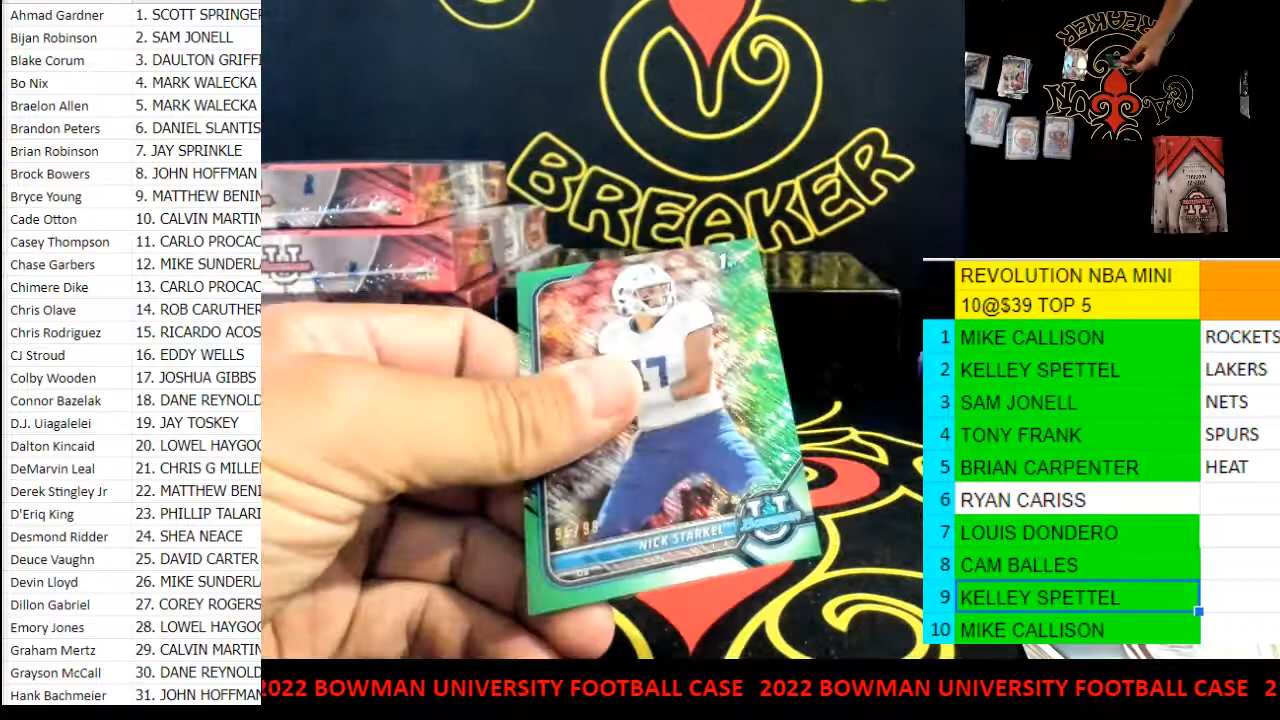 Ahmad Gardner 1. SCOTT SPRINGER
Bijan Robinson 2. SAM JONELL
Blake Corum 3. DAULTON GRIFFI
Bo Nix 4. MARK WALECKA
Braelon Allen 5. MARK WALECKA
Brandon Peters 6. DANIEL SLANTIS
Brian Robinson 7. JAY SPRINKLE
Brock Bowers 8. JOHN HOFFMAN
Bryce Young 9. MATTHEW BENIN
Cade Otton 10. CALVIN MARTIN
Casey Thompson 11. CARLO PROCAC
Chase Garbers 12. MIKE SUNDERLA
Chimere Dike 13. CARLO PROCAC
Chris Olave 14. ROB CARUTHER
Chris Rodriguez 15. RICARDO ACOS
CJ Stroud 16. EDDY WELLS
Colby Wooden 17. JOSHUA GIBBS
Connor Bazelak 18. DANE REYNOLD
D.J. Uiagalelei 19. JAY TOSKEY
Dalton Kincaid 20. LOWEL HAYGOO
DeMarvin Leal 21. CHRIS G MILLE
Derek Stingley Jr 22. MATTHEW BENI
D'Eriq King 23. PHILLIP TALARI
Desmond Ridder 24. SHEA NEACE
Deuce Vaughn 25. DAVID CARTER
Devin Lloyd 26. MIKE SUNDERLA
Dillon Gabriel 27. COREY ROGERS
Emory Jones 28. LOWEL HAYGOO
Graham Mertz 29. CALVIN MARTIN
Grayson McCall 30. DANE REYNOLD
Hank Bachmeier 31. JOHN HOFFMAN
BREAKER
1st
17
NICK STARKEL
QB
Bowman
BREAKER
REVOLUTION NBA MINI
10@$39 TOP 5
1 MIKE CALLISON ROCKETS
2 KELLEY SPETTEL LAKERS
3 SAM JONELL NETS
4 TONY FRANK SPURS
5 BRIAN CARPENTER HEAT
6 RYAN CARISS
7 LOUIS DONDERO
8 CAM BALLES
9 KELLEY SPETTEL
10 MIKE CALLISON
2022 BOWMAN UNIVERSITY FOOTBALL CASE 2022 BOWMAN UNIVERSITY FOOTBALL CASE 2